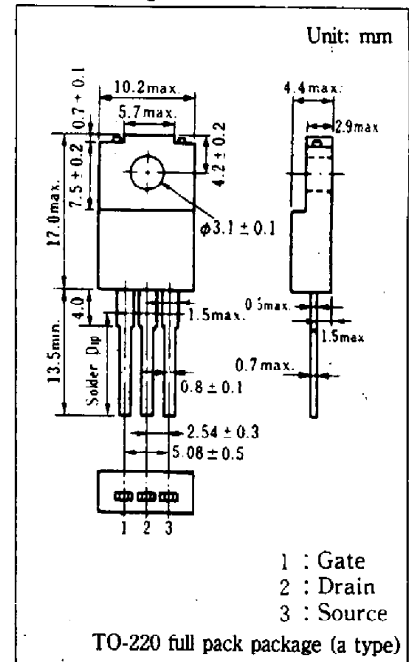 Unit: mm
10.2max.
5.7max.
4.4max.
2.9max
0.7 + 0.1
4.2 ± 0.2
7.5 ± 0.2
17.0max.
φ3.1 ± 0.1
4.0
13.5min.
Solder Dip
1.5max.
0.5max.
1.5max.
0.7max.
0.8 ± 0.1
2.54 ± 0.3
5.08 ± 0.5
1 2 3
1 : Gate
2 : Drain
3 : Source
TO-220 full pack package (a type)